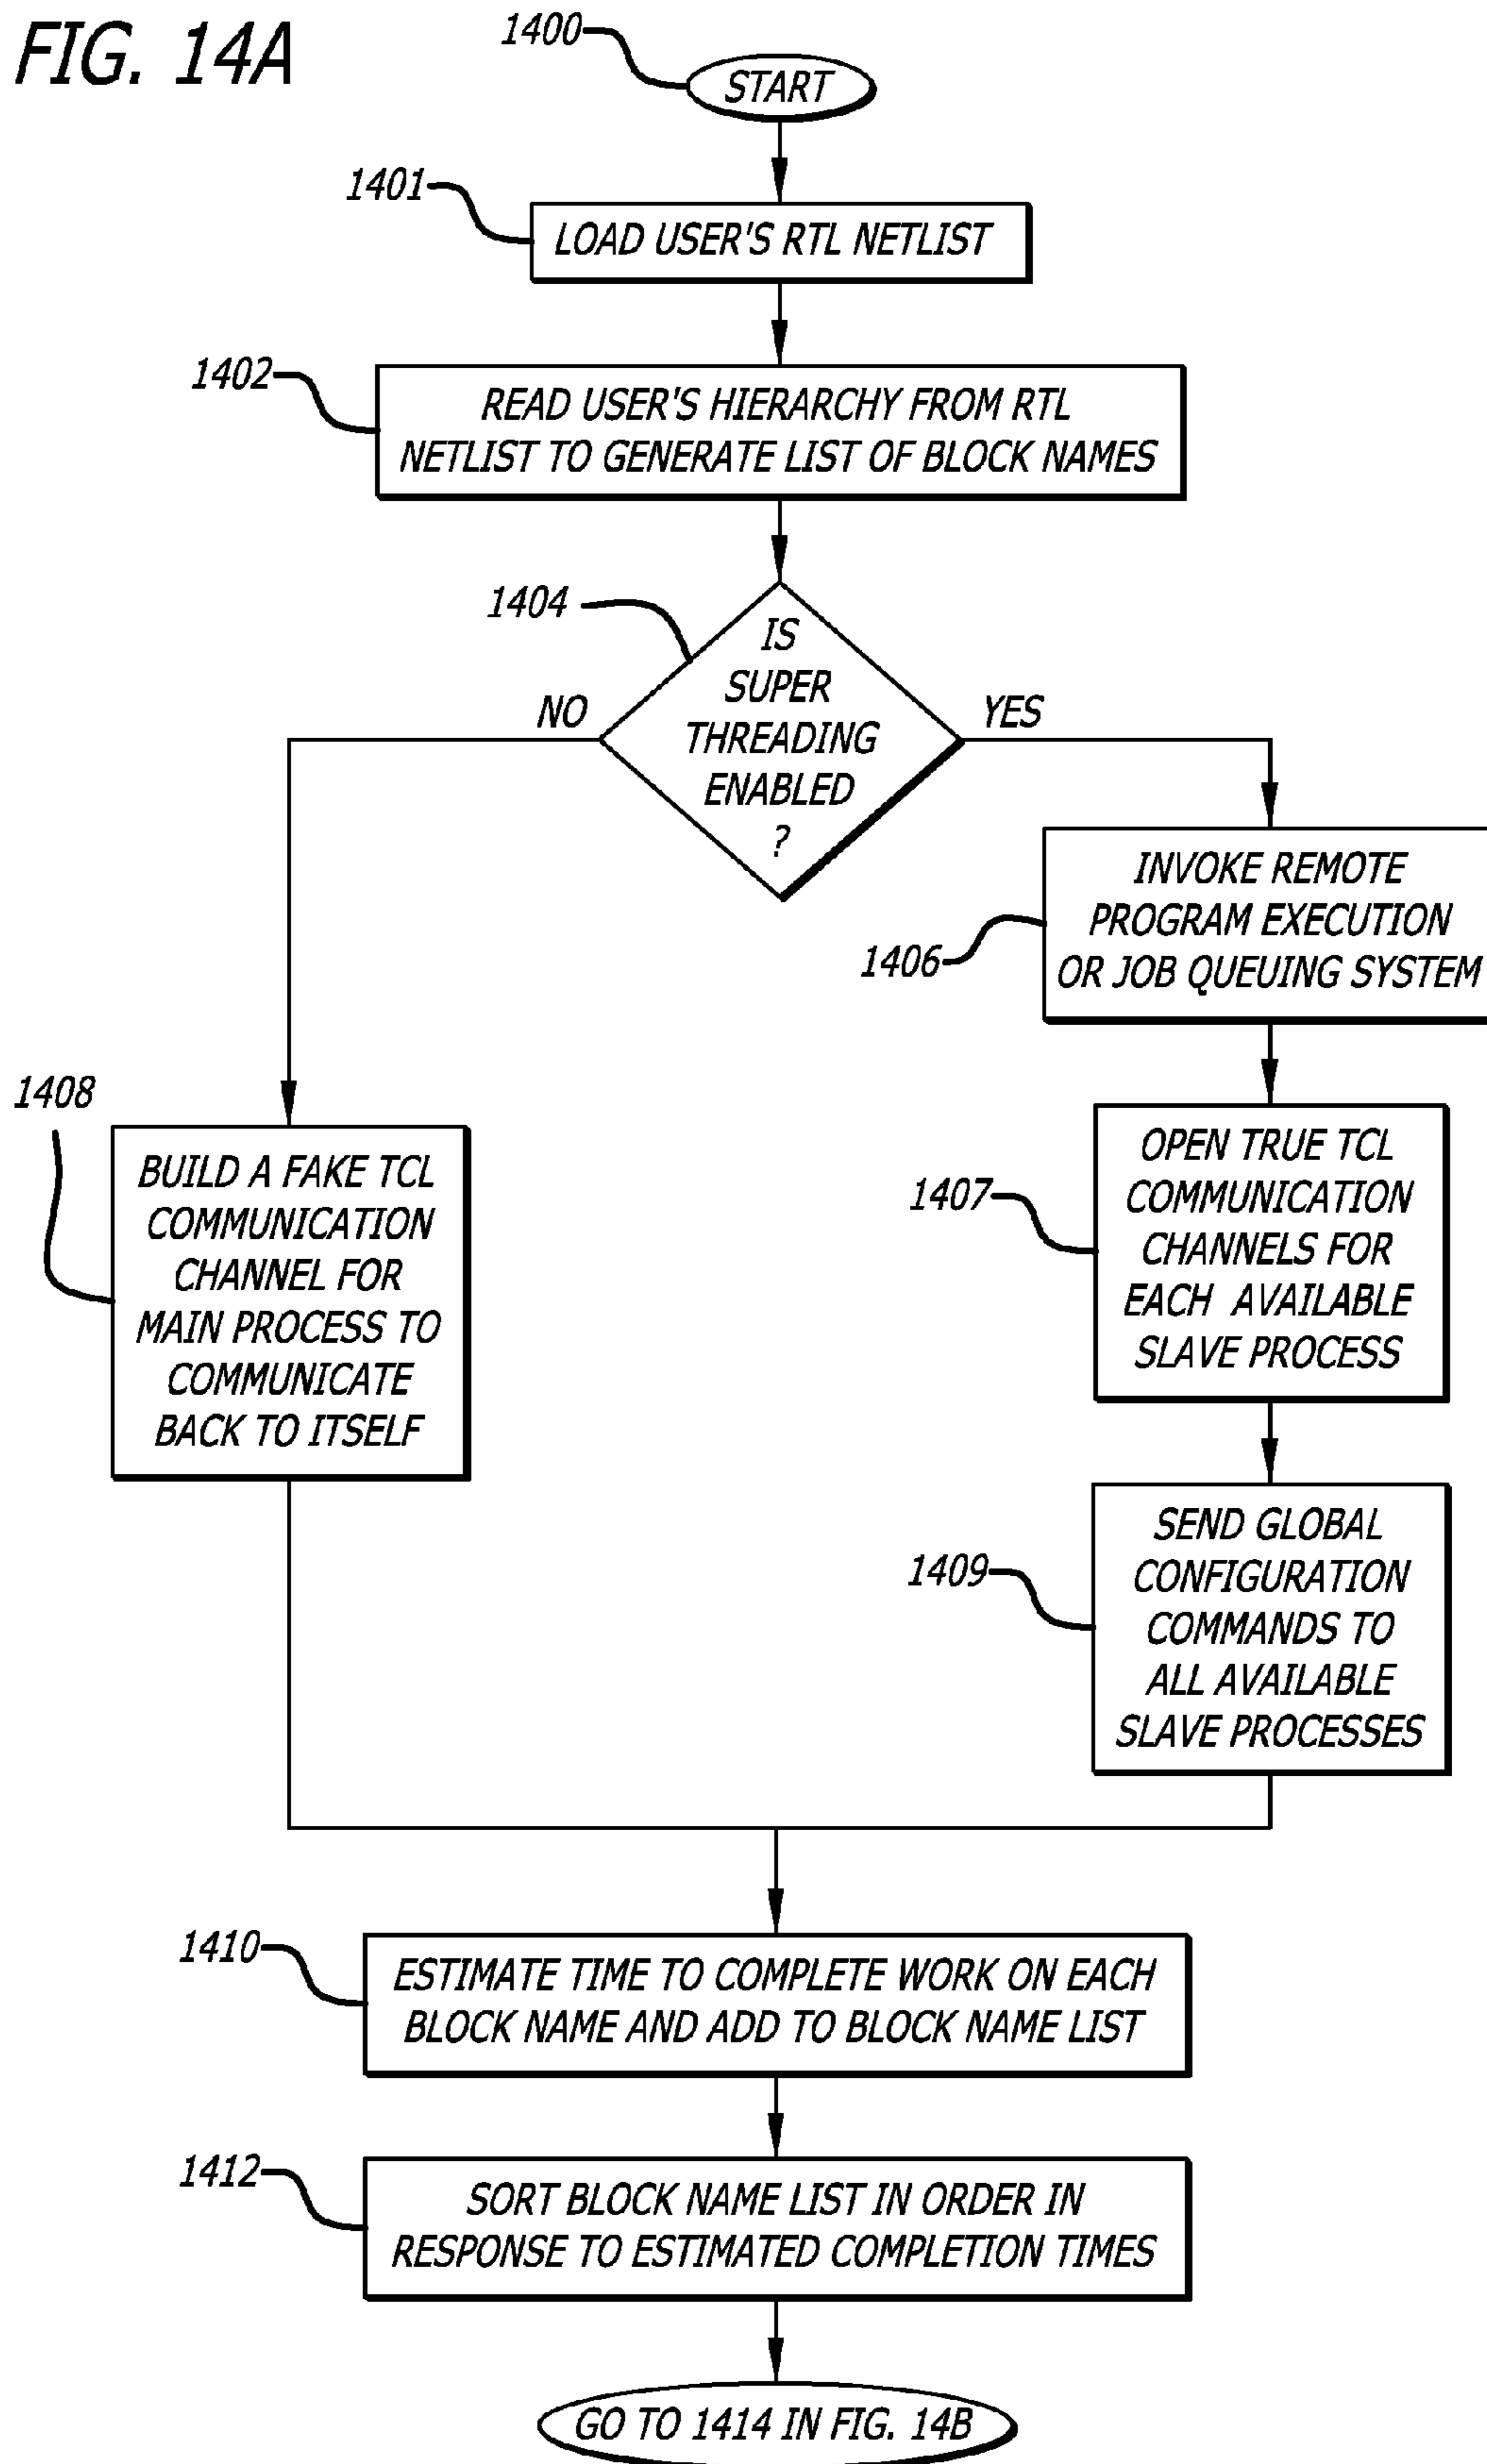 FIG. 14A
1400
START
1401
LOAD USER'S RTL NETLIST
1402
READ USER'S HIERARCHY FROM RTL
NETLIST TO GENERATE LIST OF BLOCK NAMES
1404
IS
SUPER
THREADING
ENABLED
?
NO
YES
1406
INVOKE REMOTE
PROGRAM EXECUTION
OR JOB QUEUING SYSTEM
1408
BUILD A FAKE TCL
COMMUNICATION
CHANNEL FOR
MAIN PROCESS TO
COMMUNICATE
BACK TO ITSELF
1407
OPEN TRUE TCL
COMMUNICATION
CHANNELS FOR
EACH AVAILABLE
SLAVE PROCESS
1409
SEND GLOBAL
CONFIGURATION
COMMANDS TO
ALL AVAILABLE
SLAVE PROCESSES
1410
ESTIMATE TIME TO COMPLETE WORK ON EACH
BLOCK NAME AND ADD TO BLOCK NAME LIST
1412
SORT BLOCK NAME LIST IN ORDER IN
RESPONSE TO ESTIMATED COMPLETION TIMES
GO TO 1414 IN FIG. 14B